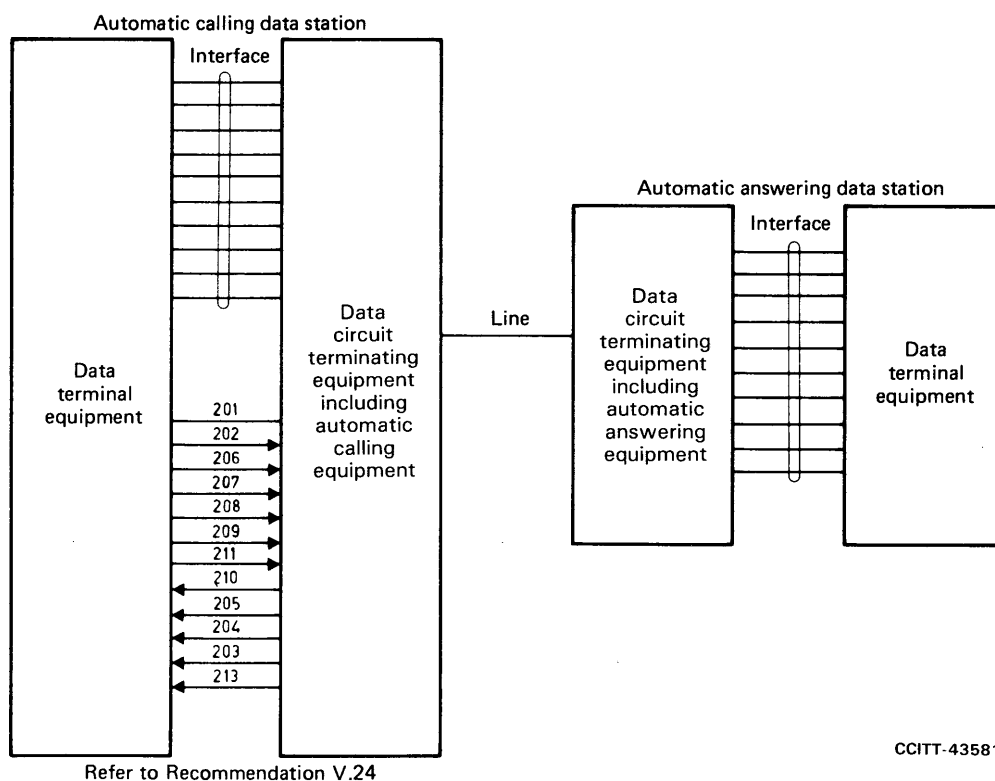 Automatic calling data station
Interface
Data
terminal
equipment
201
202
206
207
208
209
211
210
205
204
203
213
Data
circuit
terminating
equipment
including
automatic
calling
equipment
Refer to Recommendation V.24
Line
Automatic answering data station
Interface
Data
circuit
terminating
equipment
including
automatic
answering
equipment
Data
terminal
equipment
CCITT-43581